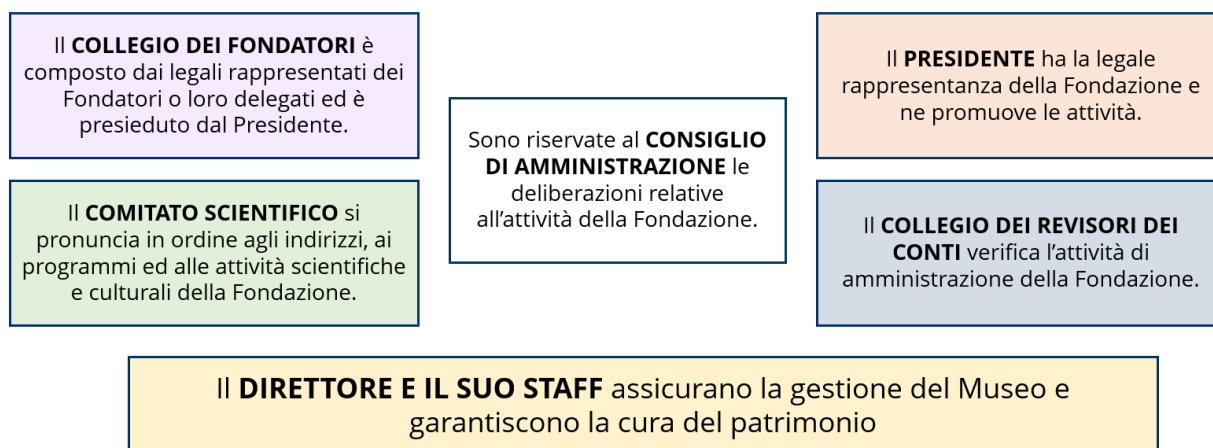 Il COLLEGIO DEI FONDATORI è
composto dai legali rappresentati dei
Fondatori o loro delegati ed è
presieduto dal Presidente.
Il PRESIDENTE ha la legale
rappresentanza della Fondazione e
ne promuove le attività.
Sono riservate al CONSIGLIO
DI AMMINISTRAZIONE le
deliberazioni relative
all'attività della Fondazione.
Il COMITATO SCIENTIFICO si
pronuncia in ordine agli indirizzi, ai
programmi ed alle attività scientifiche
e culturali della Fondazione.
Il COLLEGIO DEI REVISORI DEI
CONTI verifica l'attività di
amministrazione della Fondazione.
Il DIRETTORE E IL SUO STAFF assicurano la gestione del Museo e
garantiscono la cura del patrimonio